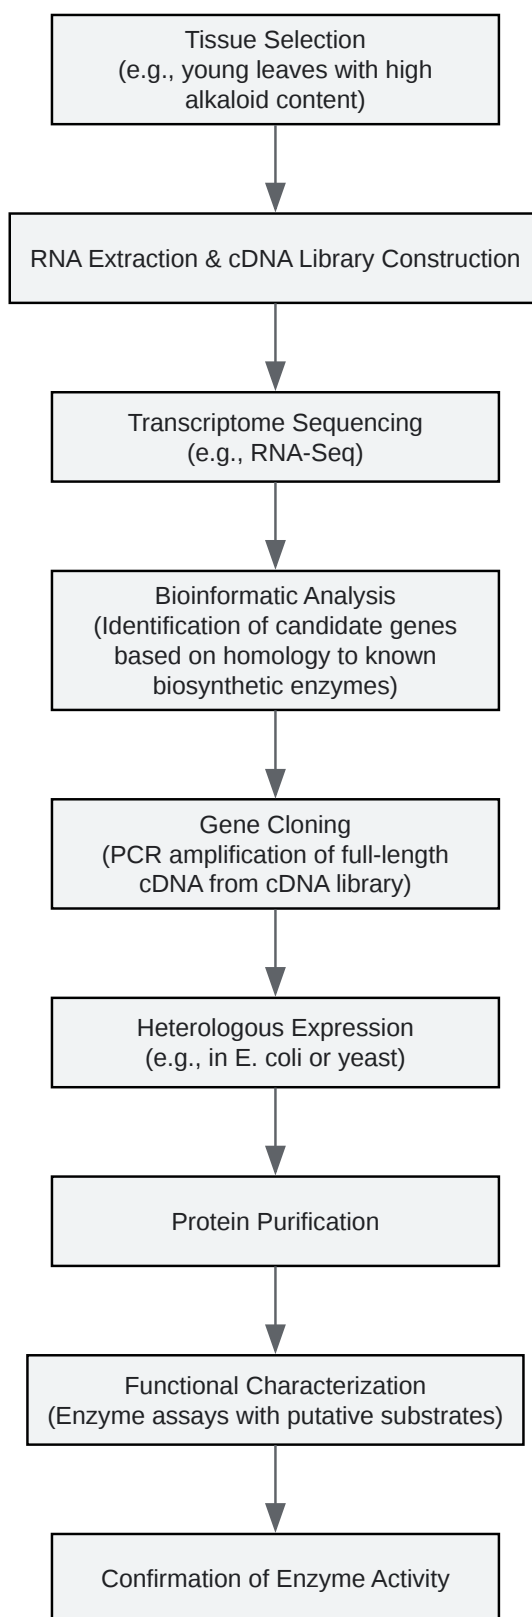 Tissue Selection
(e.g., young leaves with high
alkaloid content)
RNA Extraction & cDNA Library Construction
Transcriptome Sequencing
(e.g., RNA-Seq)
Bioinformatic Analysis
(Identification of candidate genes
based on homology to known
biosynthetic enzymes)
Gene Cloning
(PCR amplification of full-length
cDNA from cDNA library)
Heterologous Expression
(e.g., in E. coli or yeast)
Protein Purification
Functional Characterization
(Enzyme assays with putative substrates)
Confirmation of Enzyme Activity